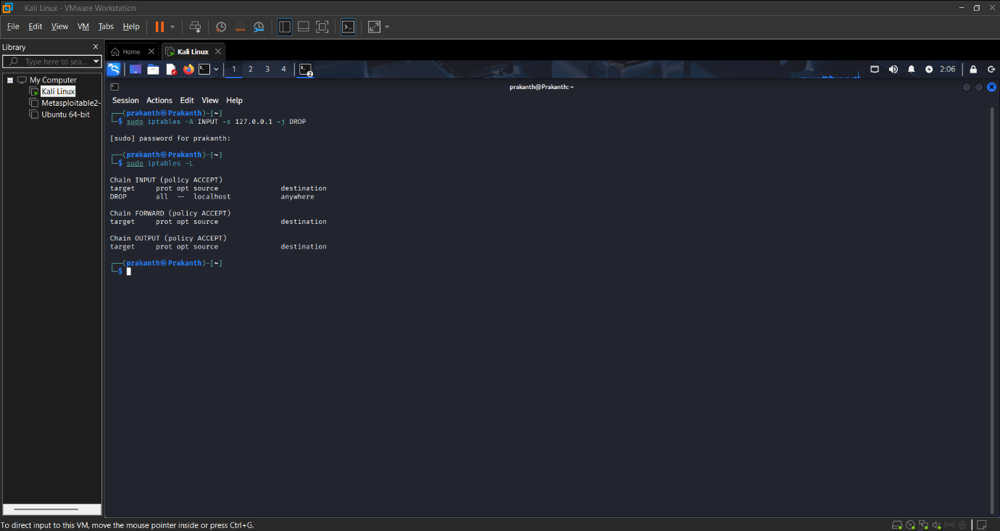 Kali Linux - VMware Workstation
File Edit View VM Tabs Help
Library
Type here to sea...
My Computer
Kali Linux
Metasploitable2-
Ubuntu 64-bit
Home
Kali Linux
1 2 3 4
2
2:06
prakanth@Prakanth: ~
Session Actions Edit View Help
┌──(prakanth㉿Prakanth)-[~]
└─$ sudo iptables -A INPUT -s 127.0.0.1 -j DROP
[sudo] password for prakanth:
┌──(prakanth㉿Prakanth)-[~]
└─$ sudo iptables -L
Chain INPUT (policy ACCEPT)
target     prot opt source               destination
DROP       all  --  localhost            anywhere
Chain FORWARD (policy ACCEPT)
target     prot opt source               destination
Chain OUTPUT (policy ACCEPT)
target     prot opt source               destination
┌──(prakanth㉿Prakanth)-[~]
└─$
To direct input to this VM, move the mouse pointer inside or press Ctrl+G.